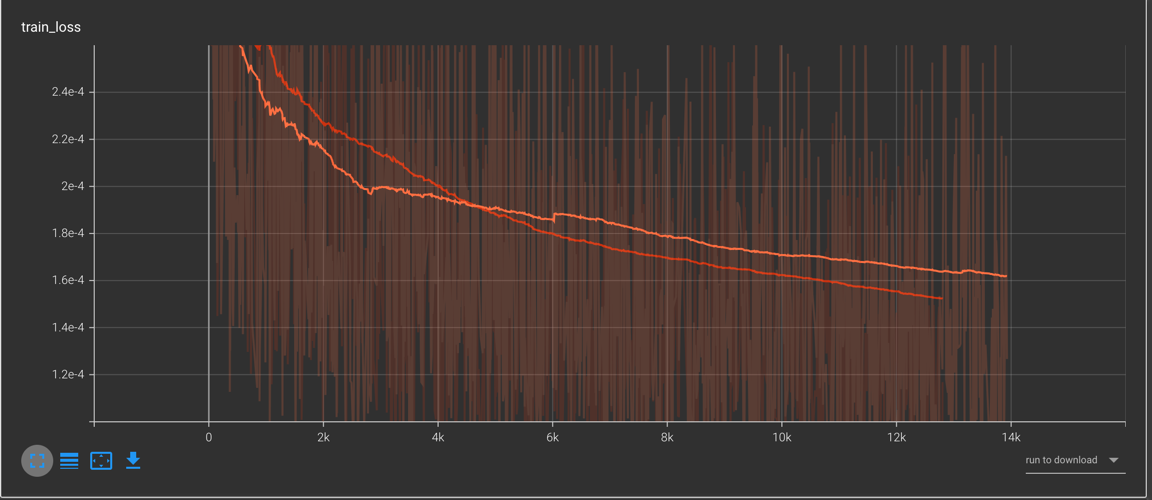 train_loss
2.4e-4
2.2e-4
2e-4
1.8e-4
1.6e-4
1.4e-4
1.2e-4
0 2k 4k 6k 8k 10k 12k 14k
run to download